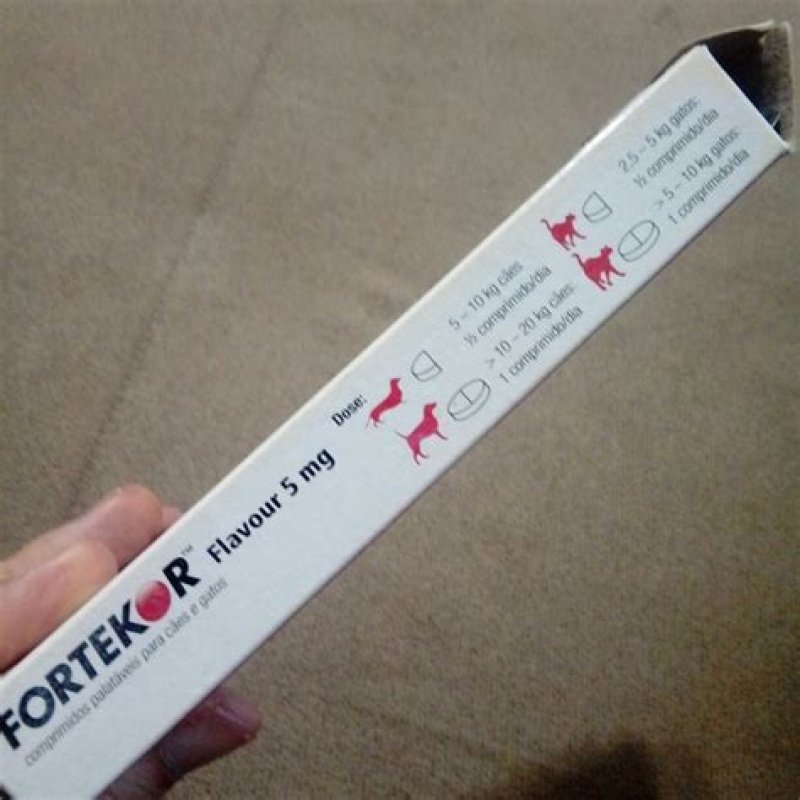 FORTEKOR™ Flavour 5 mg
comprimidos palatáveis para cães e gatos
Dose:
5 – 10 kg cães
½ comprimido/dia
> 10 – 20 kg cães:
1 comprimido/dia
2,5 – 5 kg gatos:
½ comprimido/dia
> 5 – 10 kg gatos:
1 comprimido/dia